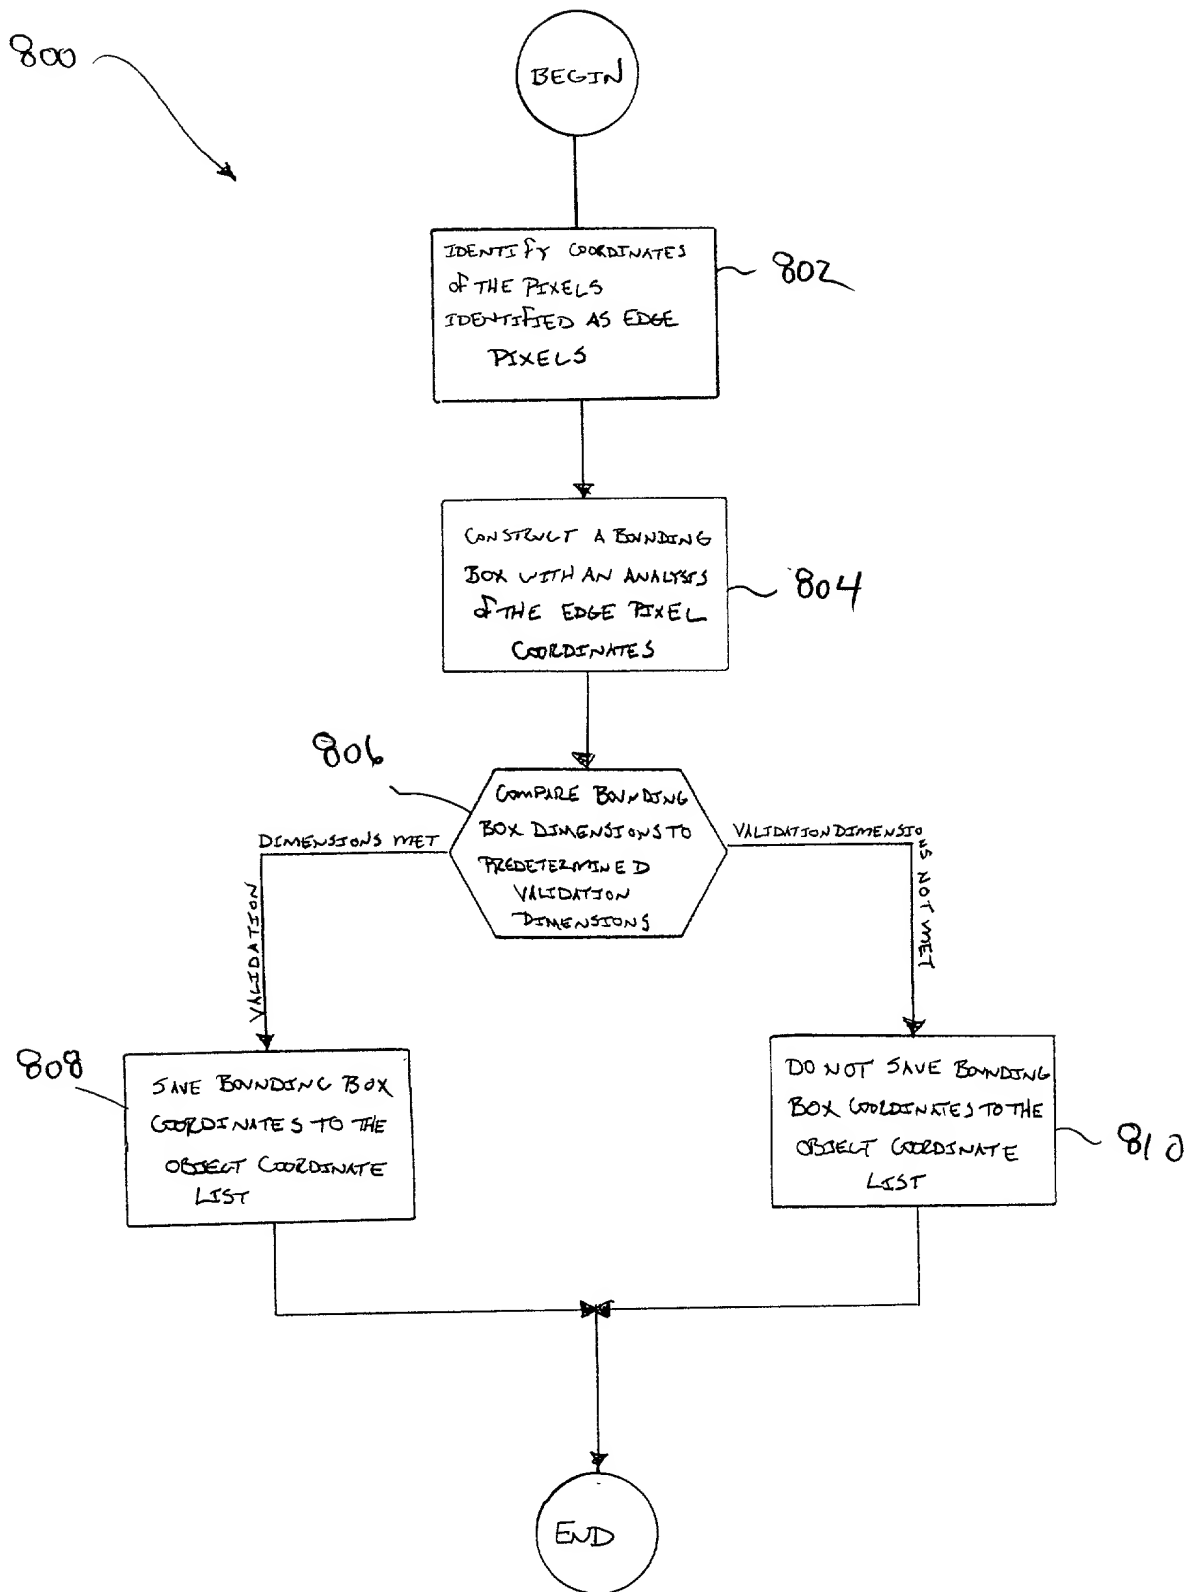 800
BEGIN
IDENTIFY COORDINATES
OF THE PIXELS
IDENTIFIED AS EDGE
PIXELS
802
CONSTRUCT A BOUNDING
BOX WITH AN ANALYSIS
OF THE EDGE PIXEL
COORDINATES
804
806
COMPARE BOUNDING
BOX DIMENSIONS TO
PREDETERMINED
VALIDATION
DIMENSIONS
VALIDATION
DIMENSIONS MET
VALIDATION DIMENSIONS NOT MET
808
SAVE BOUNDING BOX
COORDINATES TO THE
OBJECT COORDINATE
LIST
DO NOT SAVE BOUNDING
BOX COORDINATES TO THE
OBJECT COORDINATE
LIST
810
END